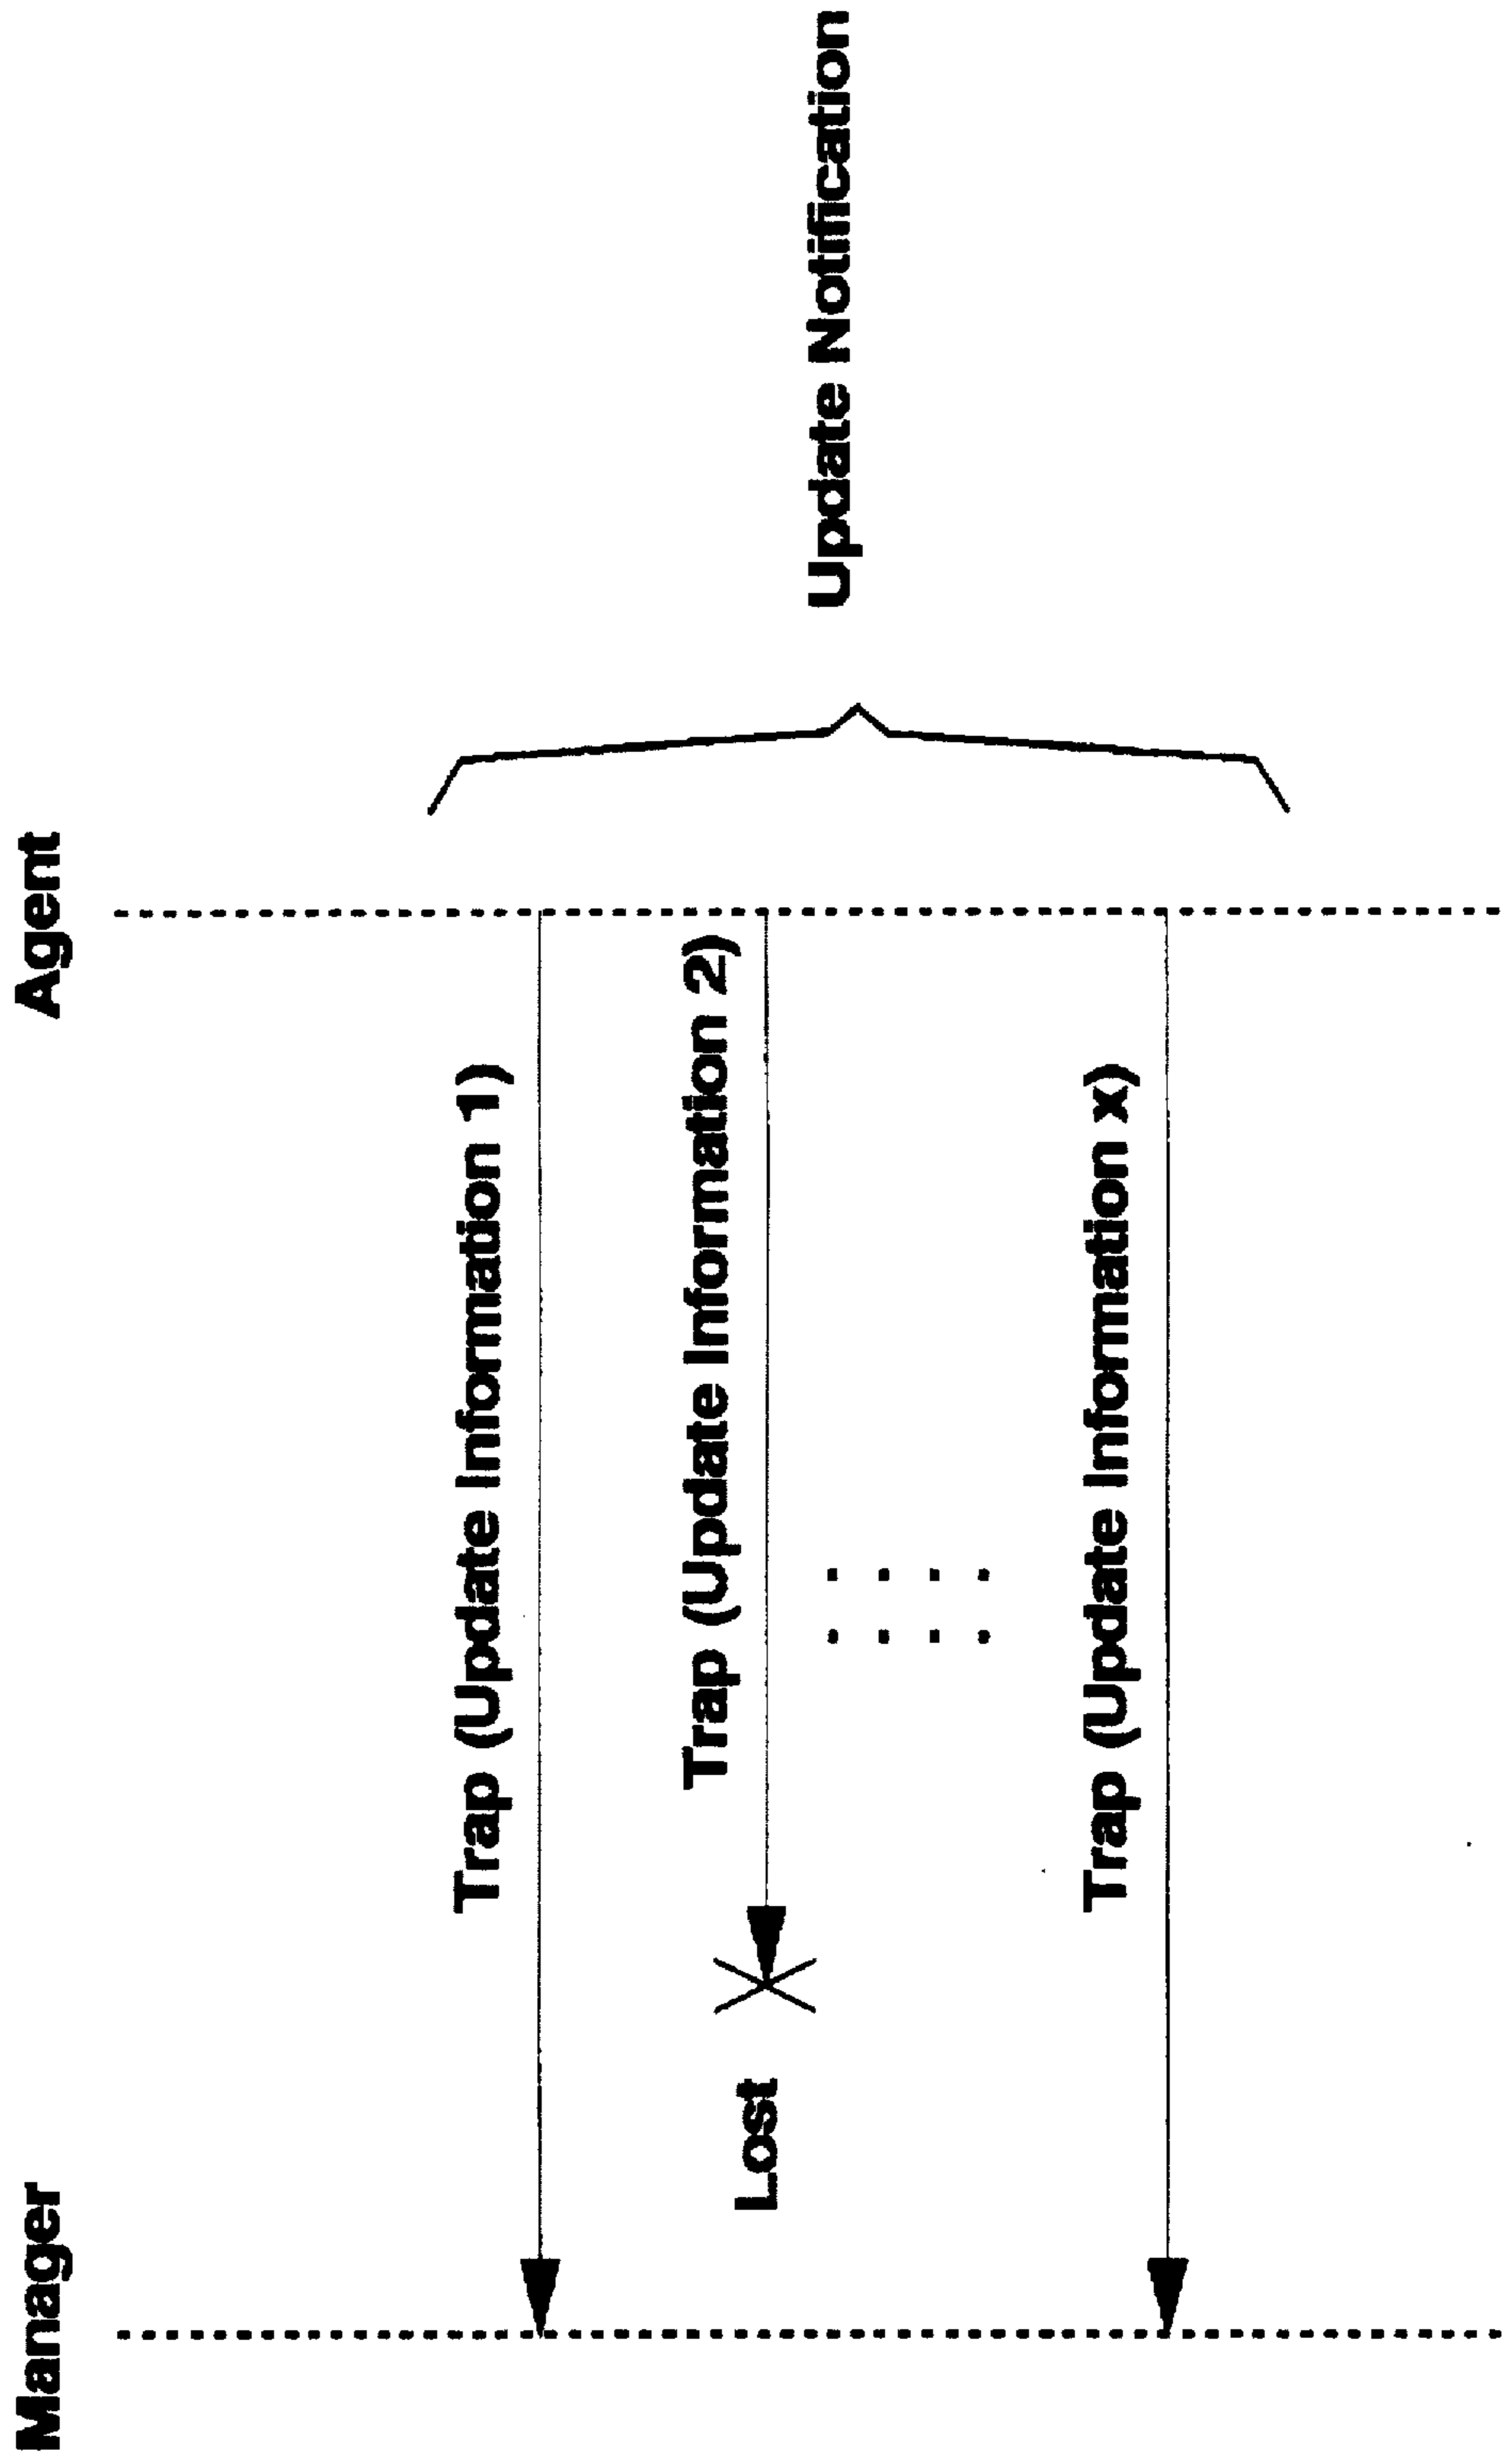 Manager
Agent
Trap (Update Information 1)
Trap (Update Information 2)
Lost
Trap (Update Information x)
Update Notification